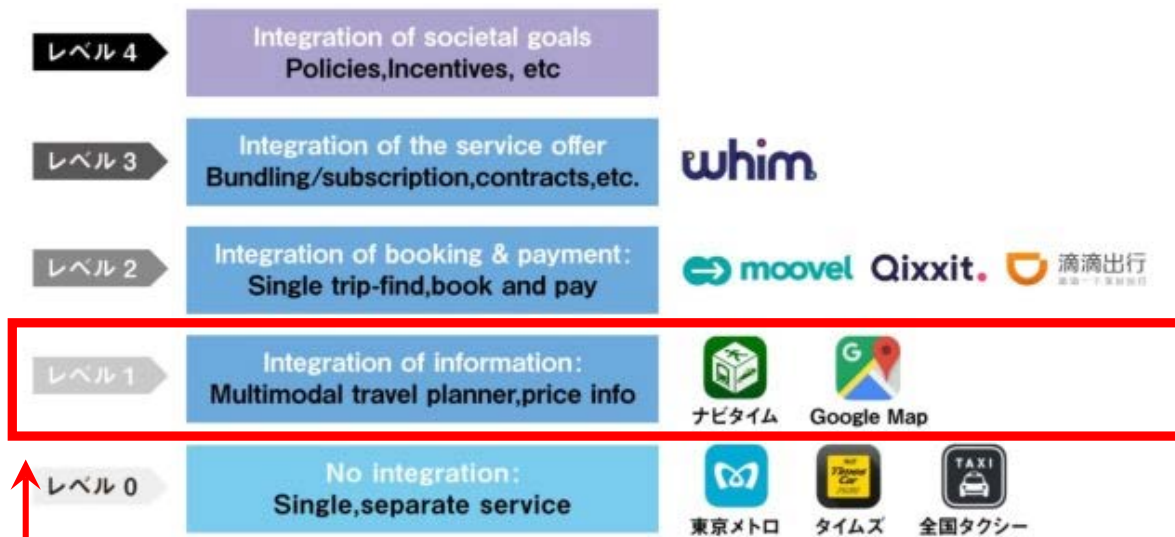 レベル 4
Integration of societal goals
Policies,Incentives, etc
レベル 3
Integration of the service offer
Bundling/subscription,contracts,etc.
whim
レベル 2
Integration of booking & payment:
Single trip-find,book and pay
moovel
Qixxit.
滴滴出行
レベル 1
Integration of information:
Multimodal travel planner,price info
ナビタイム
G
Google Map
レベル 0
No integration:
Single,separate service
東京メトロ
Times
Car
タイムズ
TAXI
全国タクシー